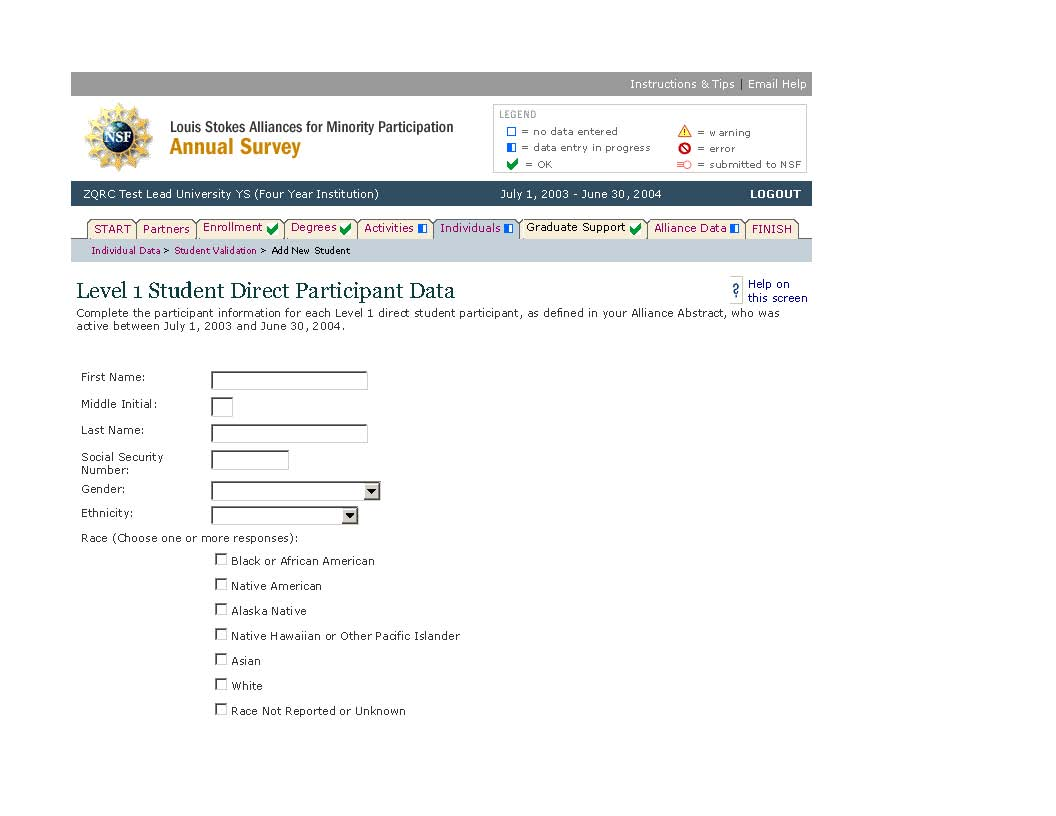 Instructions & Tips | Email Help
NSF
Louis Stokes Alliances for Minority Participation
Annual Survey
LEGEND
= no data entered
= data entry in progress
= OK
= warning
= error
= submitted to NSF
ZQRC Test Lead University YS (Four Year Institution) July 1, 2003 - June 30, 2004 LOGOUT
START Partners Enrollment Degrees Activities Individuals Graduate Support Alliance Data FINISH
Individual Data > Student Validation > Add New Student
Level 1 Student Direct Participant Data
? Help on
this screen
Complete the participant information for each Level 1 direct student participant, as defined in your Alliance Abstract, who was
active between July 1, 2003 and June 30, 2004.
First Name:
Middle Initial:
Last Name:
Social Security
Number:
Gender:
Ethnicity:
Race (Choose one or more responses):
Black or African American
Native American
Alaska Native
Native Hawaiian or Other Pacific Islander
Asian
White
Race Not Reported or Unknown